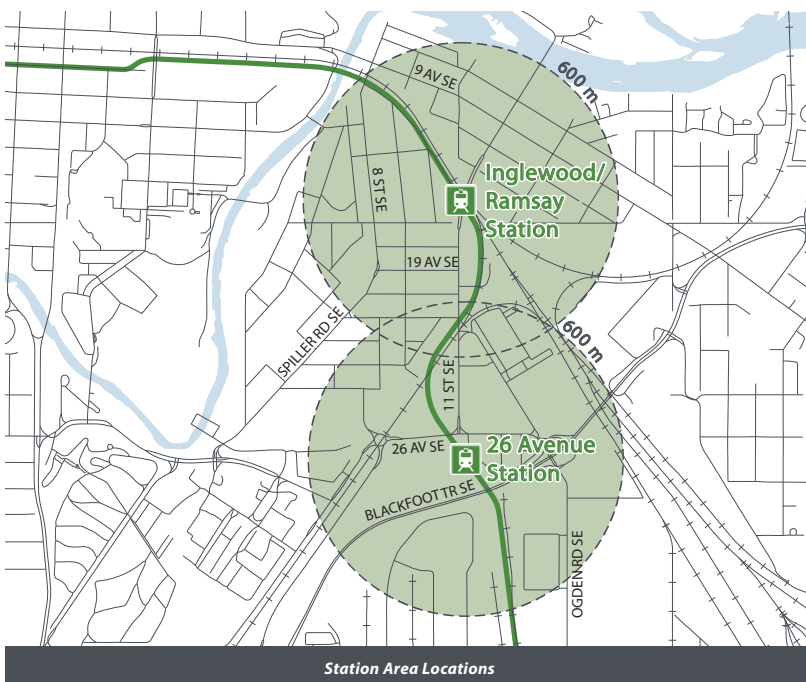 9 AV SE
600 m
8 ST SE
Inglewood/
Ramsay
Station
19 AV SE
SPILLER RD SE
600 m
11 ST SE
26 AV SE
26 Avenue
Station
BLACKFOOT TR SE
OGDEN RD SE
Station Area Locations